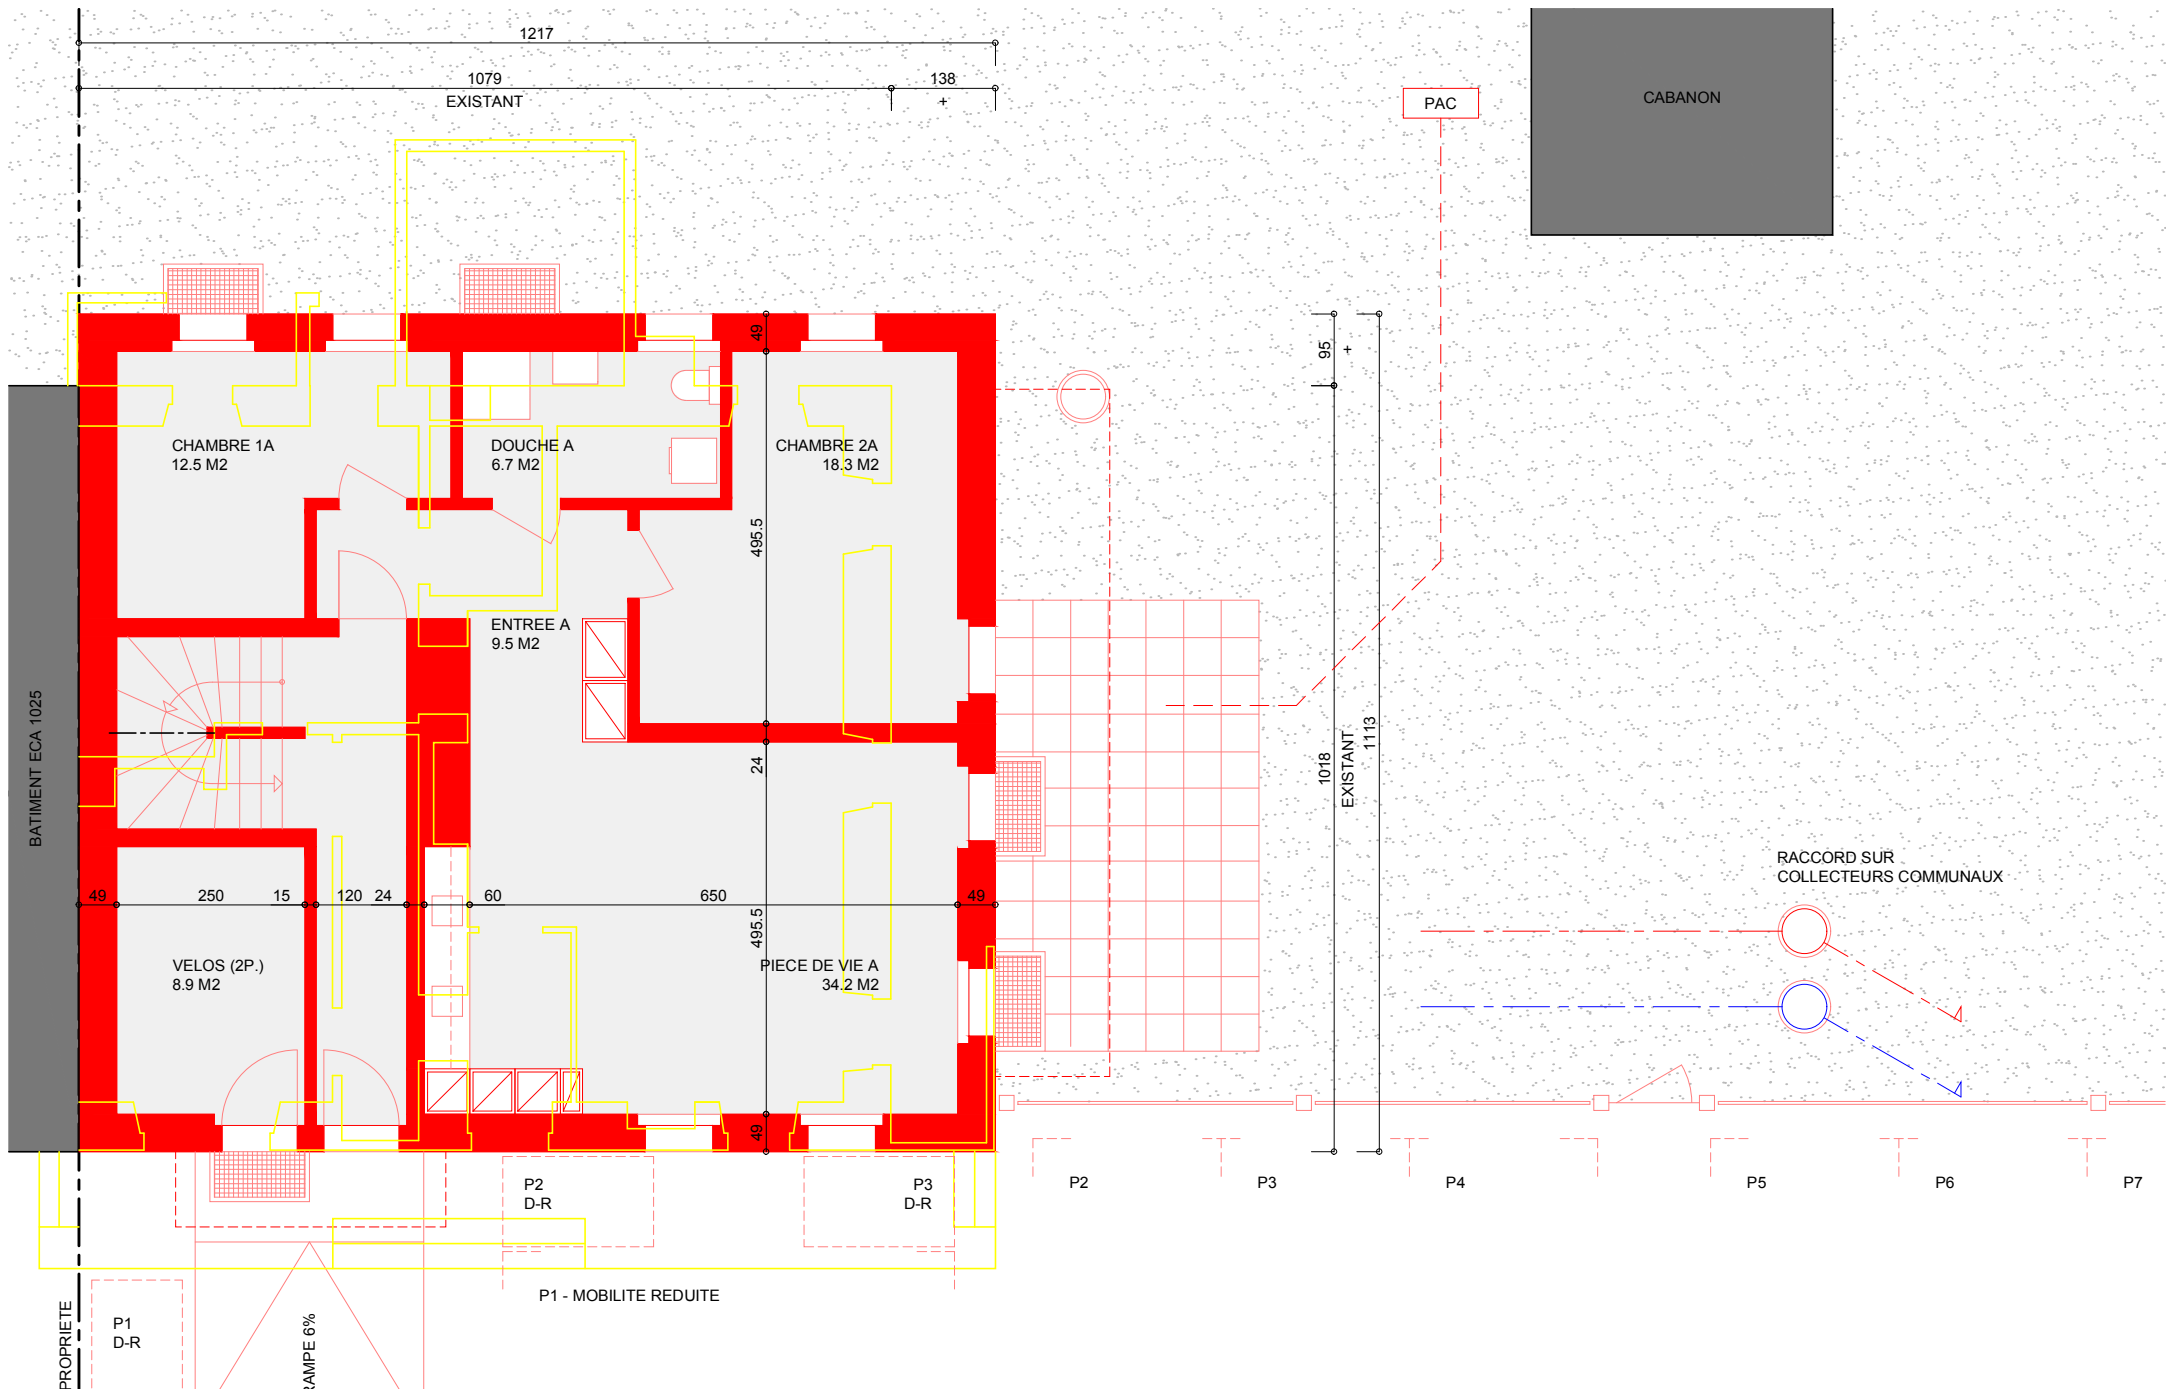 1217
1079
138
EXISTANT
+
PAC
CABANON
49
95
+
CHAMBRE 1A
12.5 M2
DOUCHE A
6.7 M2
CHAMBRE 2A
18.3 M2
495.5
ENTREE A
9.5 M2
BATIMENT ECA 1025
24
1018
EXISTANT
1113
RACCORD SUR
COLLECTEURS COMMUNAUX
49
250
15
120
24
60
650
49
495.5
VELOS (2P.)
8.9 M2
PIECE DE VIE A
34.2 M2
49
P2
D-R
P3
D-R
P2
P3
P4
P5
P6
P7
P1 - MOBILITE REDUITE
P1
D-R
PROPRIETE
RAMPE 6%